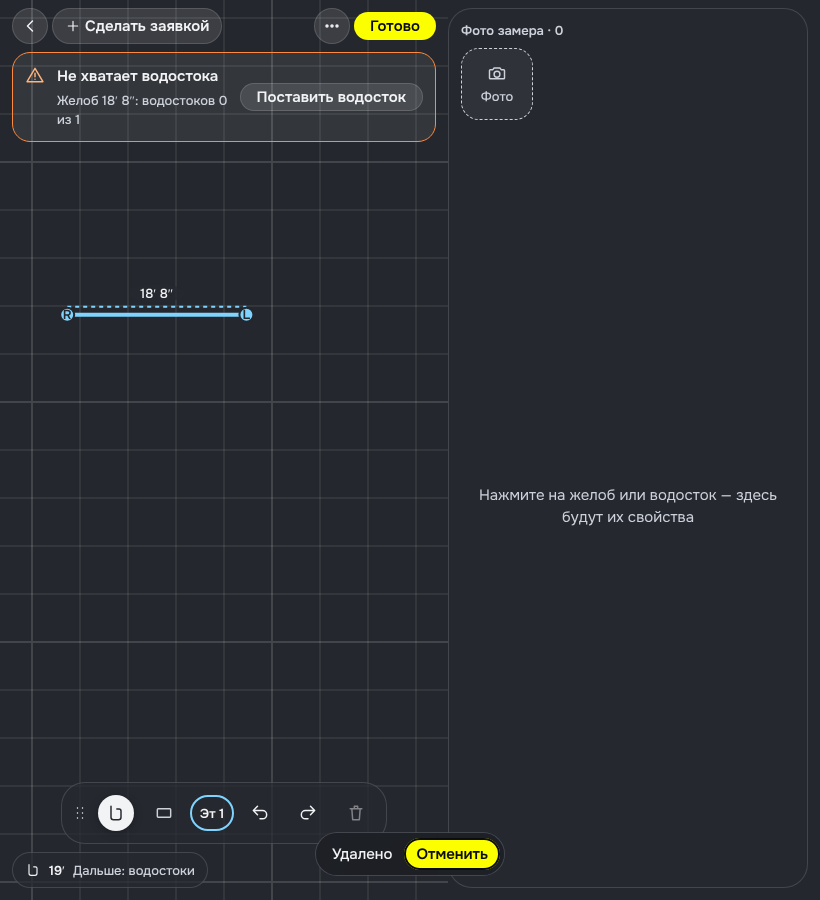 Сделать заявкой
Готово
Фото замера · 0
Не хватает водостока
Желоб 18′ 8″: водостоков 0
из 1
Поставить водосток
Фото
18′ 8″
R
L
Нажмите на желоб или водосток — здесь
будут их свойства
Эт 1
Удалено
Отменить
19′ Дальше: водостоки